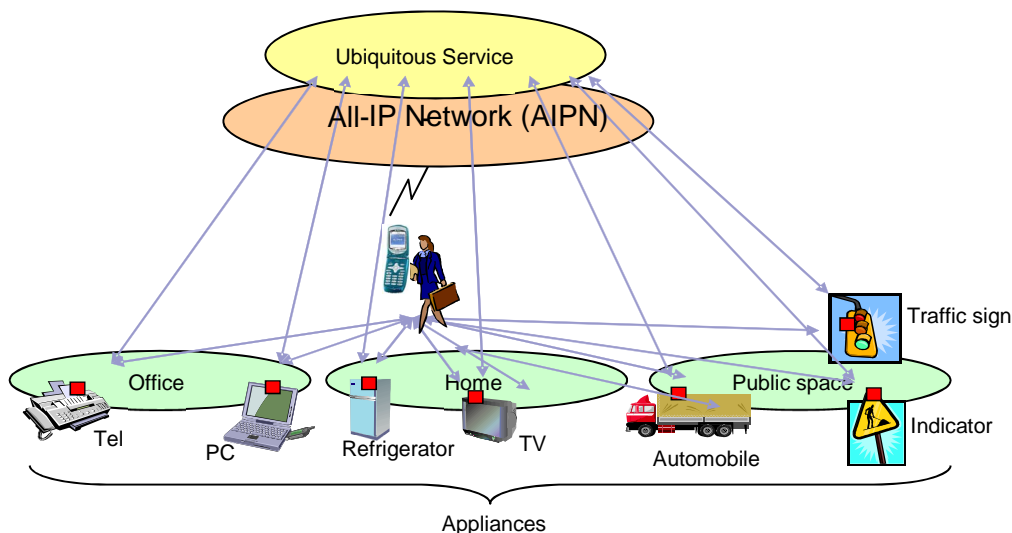 Ubiquitous Service
All-IP Network (AIPN)
Traffic sign
Office
Home
Public space
Tel
PC
Refrigerator
TV
Automobile
Indicator
Appliances